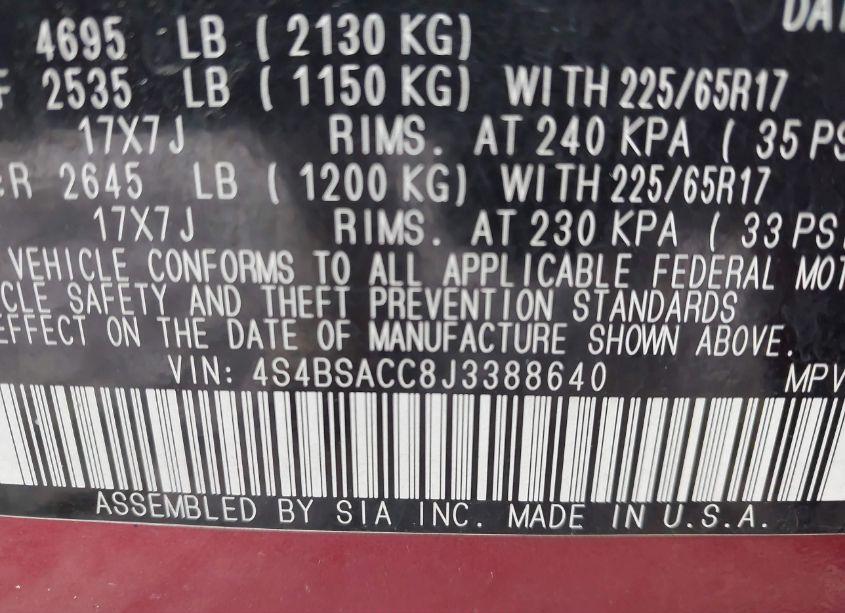 DA
4695 LB ( 2130 KG)
F 2535 LB ( 1150 KG) WITH 225/65R17
17X7J RIMS. AT 240 KPA ( 35 PS
R 2645 LB ( 1200 KG) WITH 225/65R17
17X7J RIMS. AT 230 KPA ( 33 PS
VEHICLE CONFORMS TO ALL APPLICABLE FEDERAL MOT
CLE SAFETY AND THEFT PREVENTION STANDARDS
EFFECT ON THE DATE OF MANUFACTURE SHOWN ABOVE.
VIN: 4S4BSACC8J3388640 MPV
ASSEMBLED BY SIA INC. MADE IN U.S.A.